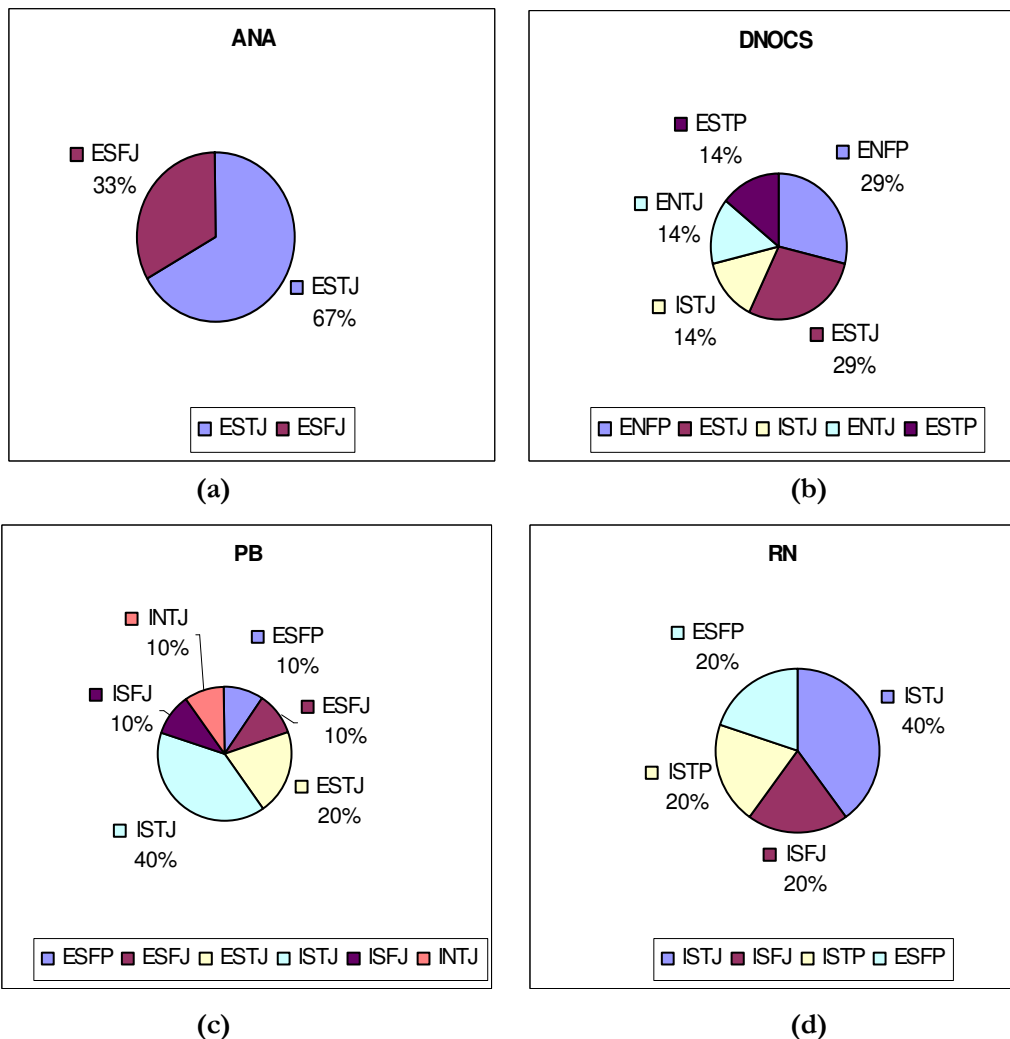 ANA
ESFJ
33%
ESTJ
67%
ESTJ ESFJ
(a)
DNOCS
ESTP
14%
ENFP
29%
ENTJ
14%
ISTJ
14%
ESTJ
29%
ENFP ESTJ ISTJ ENTJ ESTP
(b)
PB
INTJ
10%
ESFP
10%
ISFJ
10%
ESFJ
10%
ESTJ
20%
ISTJ
40%
ESFP ESFJ ESTJ ISTJ ISFJ INTJ
(c)
RN
ESFP
20%
ISTJ
40%
ISTP
20%
ISFJ
20%
ISTJ ISFJ ISTP ESFP
(d)